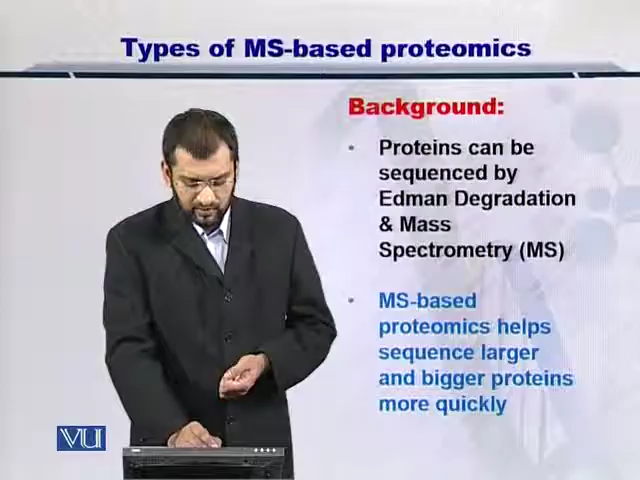 Types of MS-based proteomics
Background:
• Proteins can be
sequenced by
Edman Degradation
& Mass
Spectrometry (MS)
• MS-based
proteomics helps
sequence larger
and bigger proteins
more quickly
VU